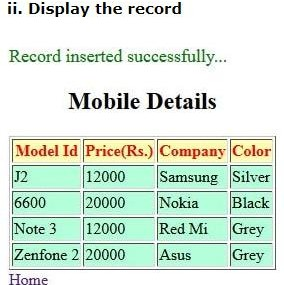 ii. Display the record
Record inserted successfully...
Mobile Details
Model Id Price(Rs.) Company Color
J2 12000 Samsung Silver
6600 20000 Nokia Black
Note 3 12000 Red Mi Grey
Zenfone 2 20000 Asus Grey
Home